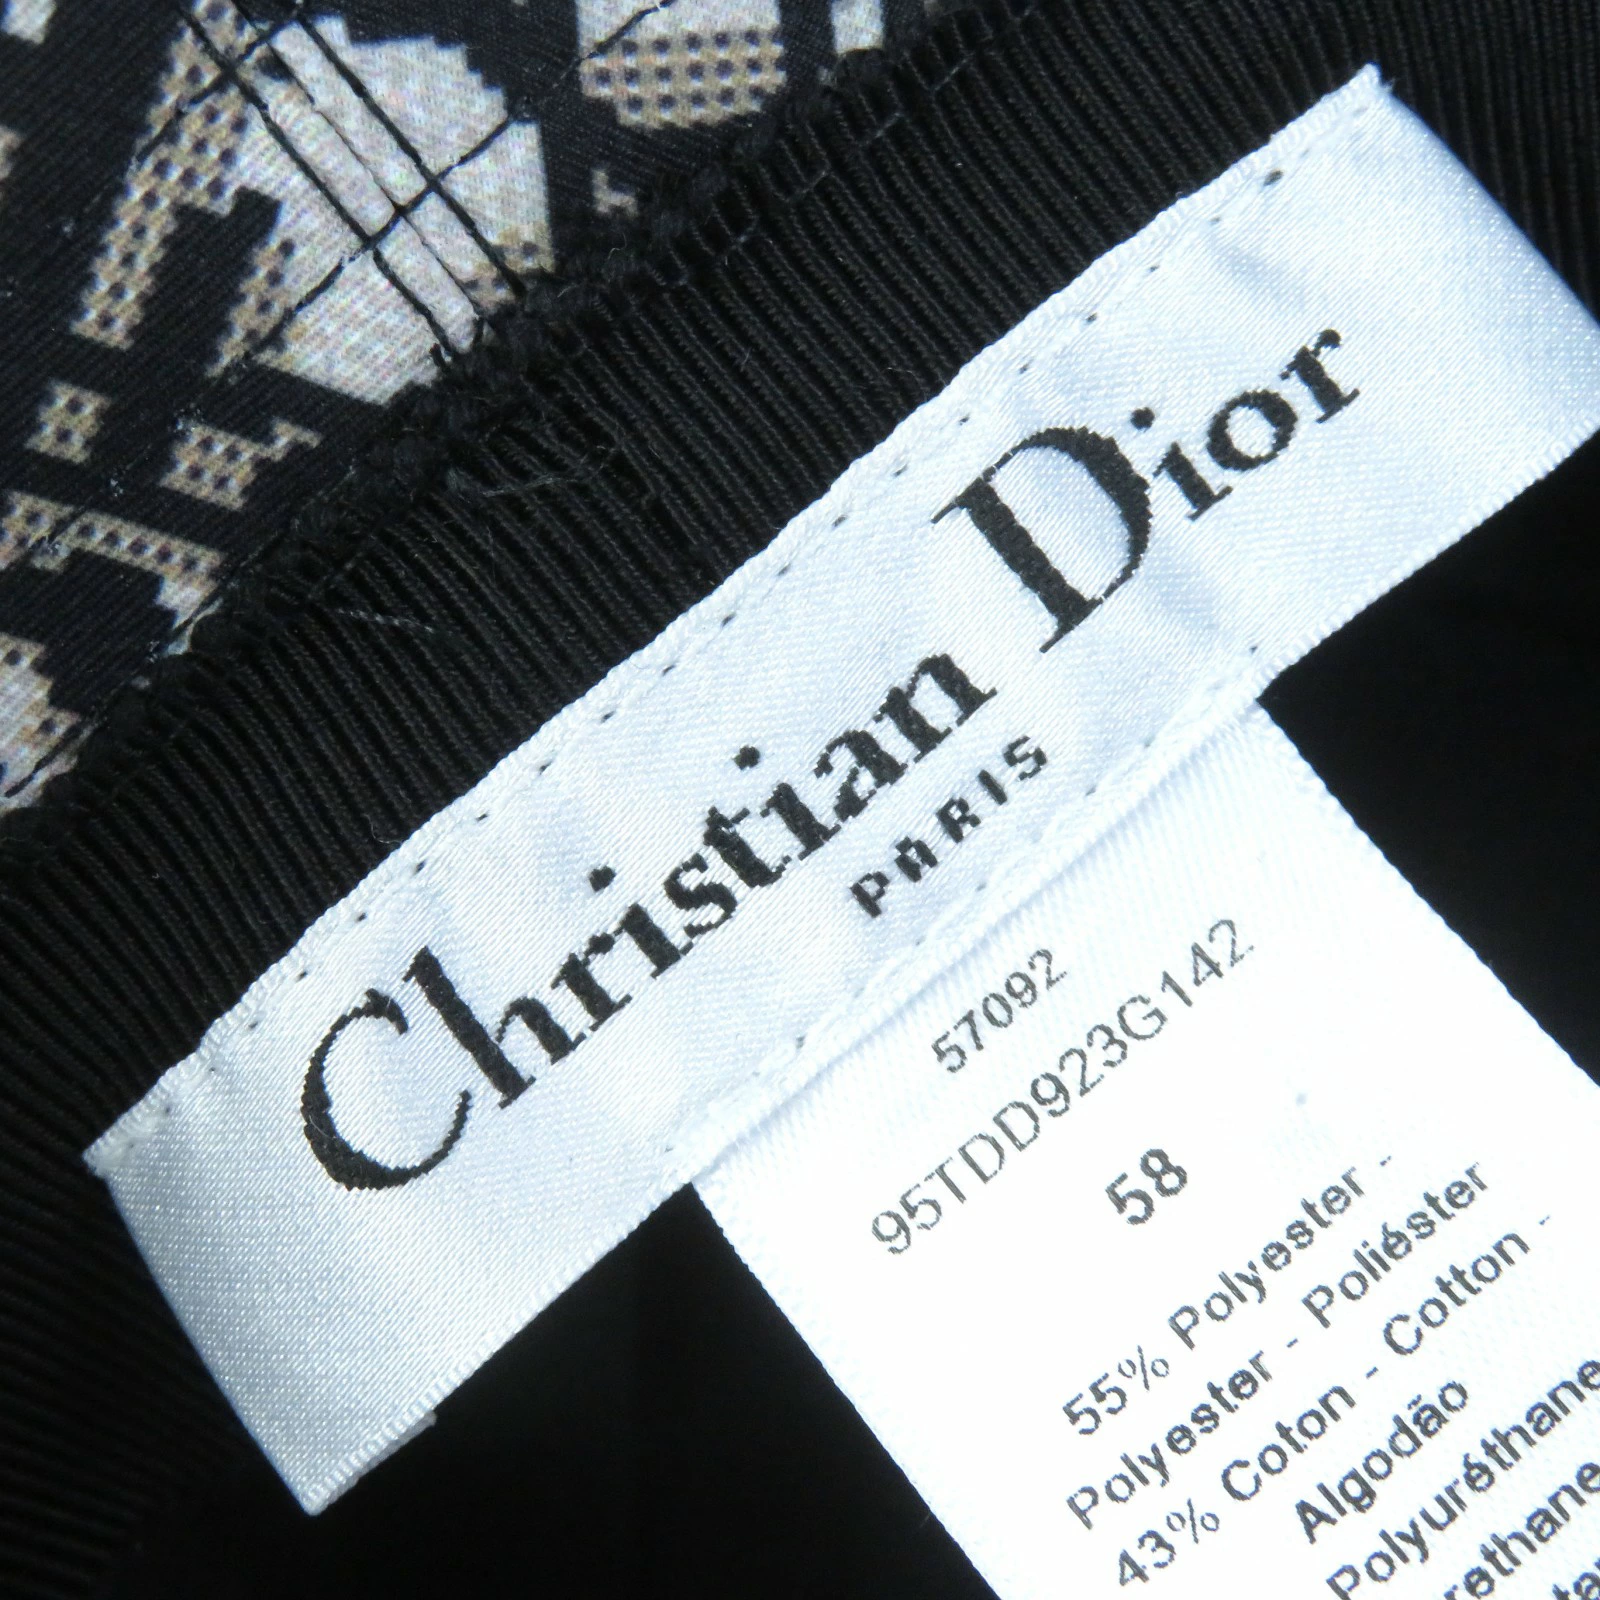 Christian Dior
PARIS
57092
95TDD923G142
58
55% Polyester -
Polyester - Poliéster
43% Coton - Cotton -
Algodão
Polyuréthane